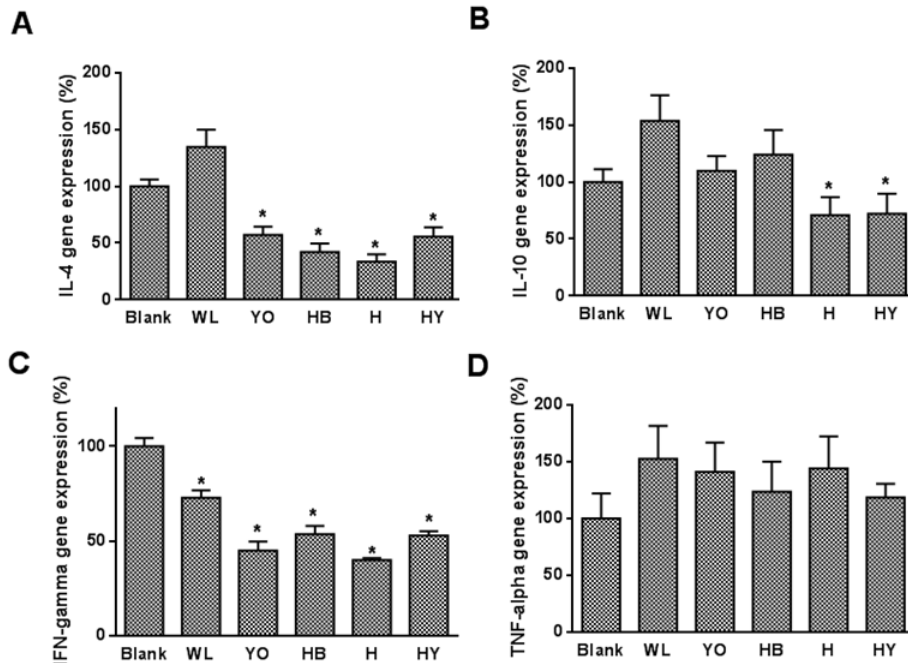 A
IL-4 gene expression (%)
200
150
100
50
0
*
*
*
*
Blank WL YO HB H HY
B
IL-10 gene expression (%)
200
150
100
50
0
*
*
Blank WL YO HB H HY
C
IFN-gamma gene expression (%)
100
50
0
*
*
*
*
*
Blank WL YO HB H HY
D
TNF-alpha gene expression (%)
200
150
100
50
0
Blank WL YO HB H HY